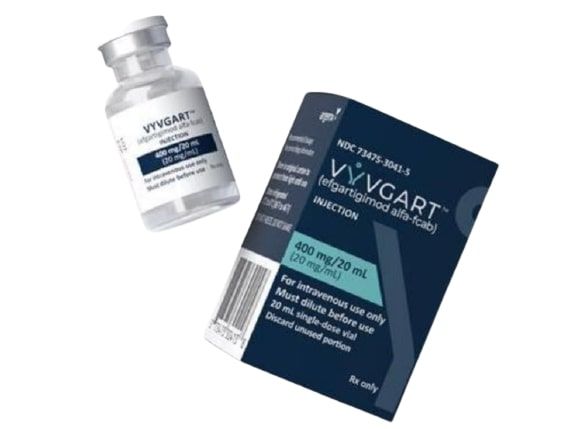 VYVGART™
(efgartigimod alfa-fcab)
INJECTION
400 mg/20 mL
(20 mg/mL)
For intravenous use only
Must dilute before use
argenx
NDC 73475-3041-5
VYVGART™
(efgartigimod alfa-fcab)
INJECTION
400 mg/20 mL
(20 mg/mL)
For intravenous use only
Must dilute before use
20 mL single-dose vial
Discard unused portion
Rx only